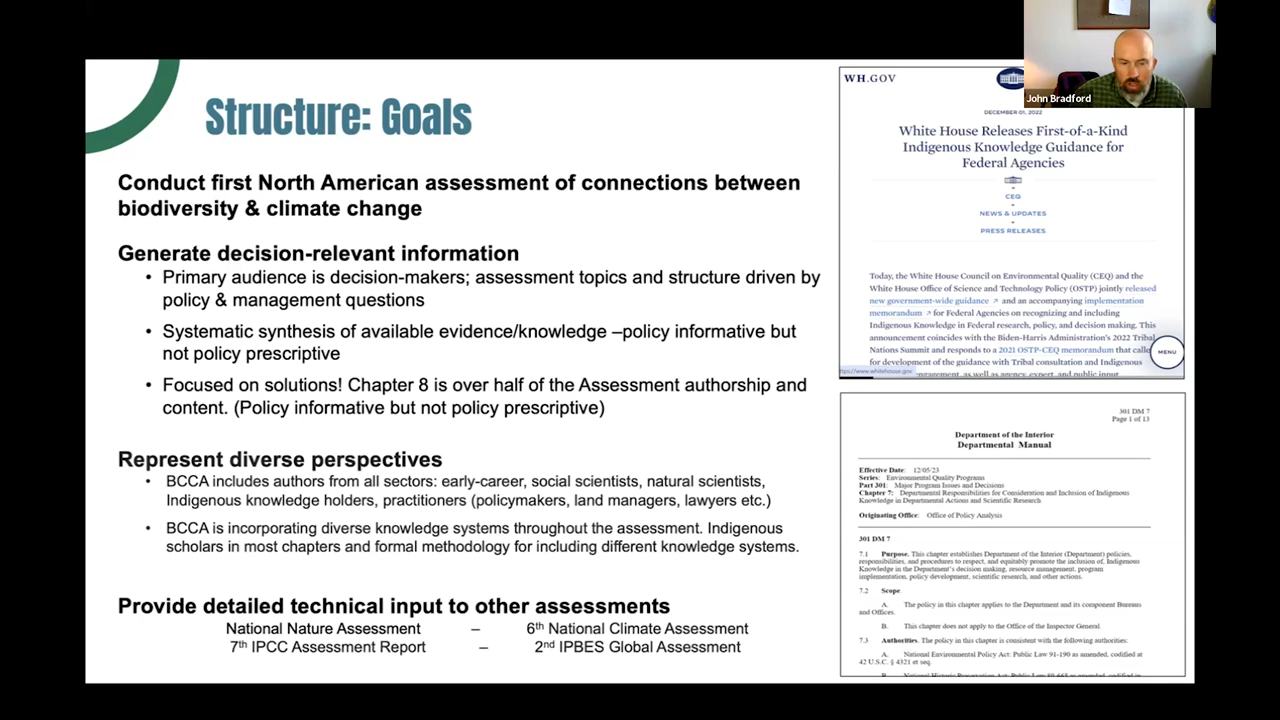 Structure: Goals
Conduct first North American assessment of connections between
biodiversity & climate change
Generate decision-relevant information
• Primary audience is decision-makers; assessment topics and structure driven by
policy & management questions
• Systematic synthesis of available evidence/knowledge –policy informative but
not policy prescriptive
• Focused on solutions! Chapter 8 is over half of the Assessment authorship and
content. (Policy informative but not policy prescriptive)
Represent diverse perspectives
• BCCA includes authors from all sectors: early-career, social scientists, natural scientists,
Indigenous knowledge holders, practitioners (policymakers, land managers, lawyers etc.)
• BCCA is incorporating diverse knowledge systems throughout the assessment. Indigenous
scholars in most chapters and formal methodology for including different knowledge systems.
Provide detailed technical input to other assessments
National Nature Assessment – 6th National Climate Assessment
7th IPCC Assessment Report – 2nd IPBES Global Assessment
John Bradford
WH.GOV
DECEMBER 01, 2022
White House Releases First-of-a-Kind
Indigenous Knowledge Guidance for
Federal Agencies
CEQ
NEWS & UPDATES
PRESS RELEASES
Today, the White House Council on Environmental Quality (CEQ) and the
White House Office of Science and Technology Policy (OSTP) jointly released
new government-wide guidance and an accompanying implementation
memorandum for Federal Agencies on recognizing and including
Indigenous Knowledge in Federal research, policy, and decision making. This
announcement coincides with the Biden-Harris Administration's 2022 Tribal
Nations Summit and responds to a 2021 OSTP-CEQ memorandum that
MENU
for development of the guidance with Tribal consultation and Indigenous
as well as agency, expert, and public input
301 DM 7
Page 1 of 13
Department of the Interior
Departmental Manual
Effective Date: 12/05/23
Series: Environmental Quality Programs
Part 301: Major Program Issues and Decisions
Chapter 7: Departmental Responsibilities for Consideration and Inclusion of Indigenous
Knowledge in Departmental Actions and Scientific Research
Originating Office: Office of Policy Analysis
301 DM 7
7.1 Purpose. This chapter establishes Department of the Interior (Department) policies,
responsibilities, and procedures to respect, and equitably promote the inclusion of, Indigenous
Knowledge in the Department's decision making, resource management, program
implementation, policy development, scientific research, and other actions.
7.2 Scope
A. The policy in this chapter applies to the Department and its component Bureaus
and Offices.
B. This chapter does not apply to the Office of the Inspector General.
7.3 Authorities. The policy in this chapter is consistent with the following authorities:
A. National Environmental Policy Act: Public Law 91-190 as amended, codified at
42 U.S.C. § 4321 et seq.